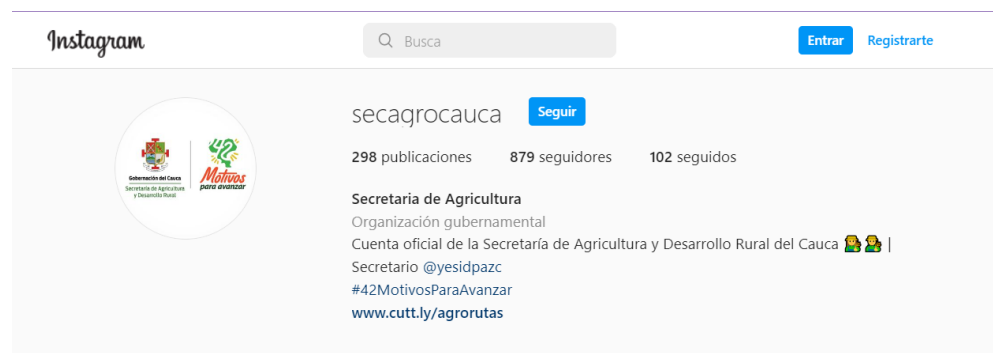 Instagram
Busca
Entrar
Registrarte
secagrocauca
Seguir
298 publicaciones 879 seguidores 102 seguidos
Gobernación del Cauca
Secretaría de Agricultura
y Desarrollo Rural
42
Motivos
para avanzar
Secretaria de Agricultura
Organización gubernamental
Cuenta oficial de la Secretaría de Agricultura y Desarrollo Rural del Cauca |
Secretario @yesidpazc
#42MotivosParaAvanzar
www.cutt.ly/agrorutas